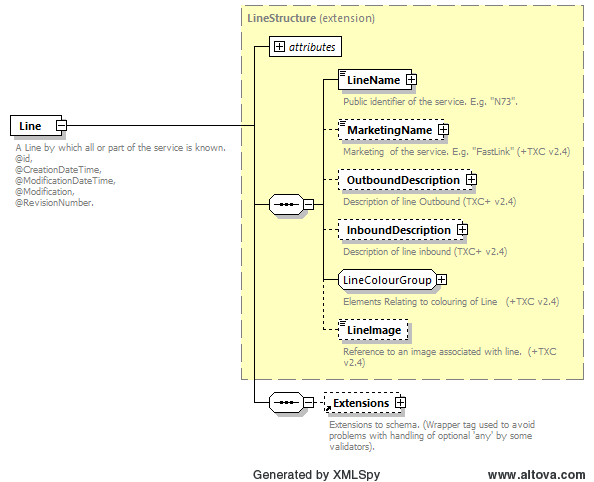 LineStructure (extension)
attributes
LineName
Public identifier of the service. E.g. "N73".
Line
A Line by which all or part of the service is known.
@id,
@CreationDateTime,
@ModificationDateTime,
@Modification,
@RevisionNumber.
MarketingName
Marketing of the service. E.g. "FastLink" (+TXC v2.4)
OutboundDescription
Description of line Outbound (TXC+ v2.4)
InboundDescription
Description of line inbound (TXC+ v2.4)
LineColourGroup
Elements Relating to colouring of Line (+TXC v2.4)
LineImage
Reference to an image associated with line. (+TXC
v2.4)
Extensions
Extensions to schema. (Wrapper tag used to avoid
problems with handling of optional 'any' by some
validators).
Generated by XMLSpy
www.altova.com